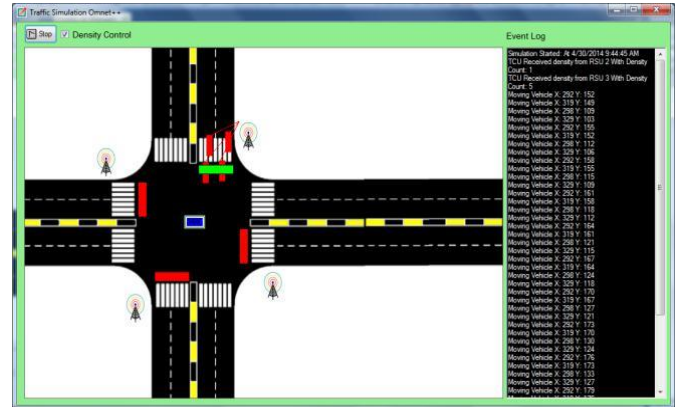 Traffic Simulation Omnet++
Stop
Density Control
Event Log
Simulation Started: At 4/30/2014 9:44:45 AM
TCU Received density from RSU 2 With Density
Count: 1
TCU Received density from RSU 3 With Density
Count: 5
Moving Vehicle X: 292 Y: 152
Moving Vehicle X: 319 Y: 149
Moving Vehicle X: 298 Y: 109
Moving Vehicle X: 329 Y: 103
Moving Vehicle X: 292 Y: 155
Moving Vehicle X: 319 Y: 152
Moving Vehicle X: 298 Y: 112
Moving Vehicle X: 329 Y: 106
Moving Vehicle X: 292 Y: 158
Moving Vehicle X: 319 Y: 155
Moving Vehicle X: 298 Y: 115
Moving Vehicle X: 329 Y: 109
Moving Vehicle X: 292 Y: 161
Moving Vehicle X: 319 Y: 158
Moving Vehicle X: 298 Y: 118
Moving Vehicle X: 329 Y: 112
Moving Vehicle X: 292 Y: 164
Moving Vehicle X: 319 Y: 161
Moving Vehicle X: 298 Y: 121
Moving Vehicle X: 329 Y: 115
Moving Vehicle X: 292 Y: 167
Moving Vehicle X: 319 Y: 164
Moving Vehicle X: 298 Y: 124
Moving Vehicle X: 329 Y: 118
Moving Vehicle X: 292 Y: 170
Moving Vehicle X: 319 Y: 167
Moving Vehicle X: 298 Y: 127
Moving Vehicle X: 329 Y: 121
Moving Vehicle X: 292 Y: 173
Moving Vehicle X: 319 Y: 170
Moving Vehicle X: 298 Y: 130
Moving Vehicle X: 329 Y: 124
Moving Vehicle X: 292 Y: 176
Moving Vehicle X: 319 Y: 173
Moving Vehicle X: 298 Y: 133
Moving Vehicle X: 329 Y: 127
Moving Vehicle X: 292 Y: 179